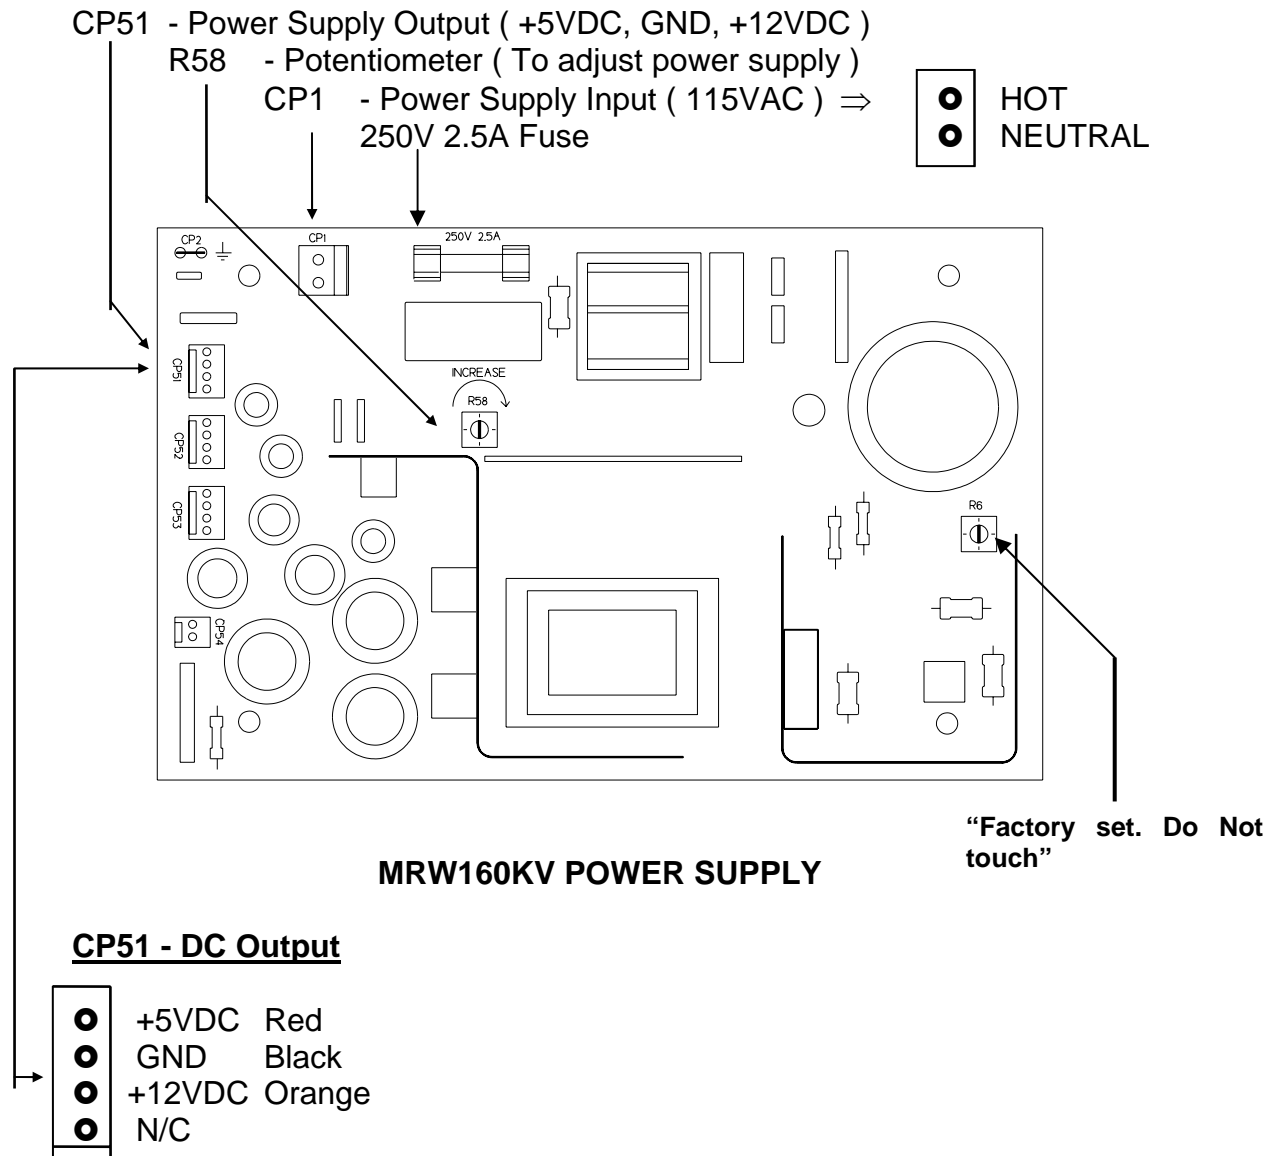 CP51 - Power Supply Output ( +5VDC, GND, +12VDC )
R58 - Potentiometer ( To adjust power supply )
CP1 - Power Supply Input ( 115VAC ) ⇒
250V 2.5A Fuse
HOT
NEUTRAL
CP2
CP1
250V 2.5A
CP51
INCREASE
R58
CP52
CP53
R6
CP54
“Factory set. Do Not
touch”
MRW160KV POWER SUPPLY
CP51 - DC Output
+5VDC Red
GND Black
+12VDC Orange
N/C